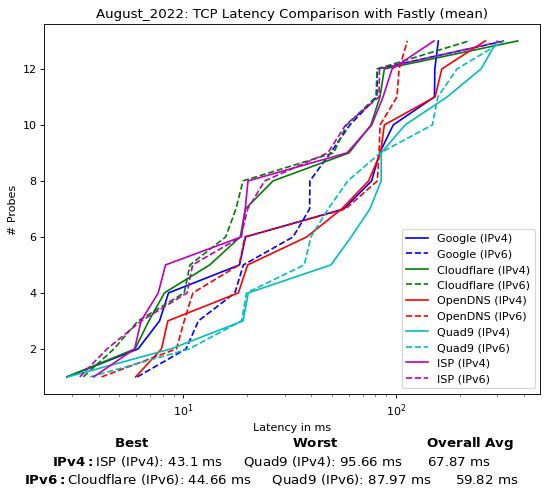 August_2022: TCP Latency Comparison with Fastly (mean)
12
10
8
6
4
2
# Probes
Google (IPv4)
Google (IPv6)
Cloudflare (IPv4)
Cloudflare (IPv6)
OpenDNS (IPv4)
OpenDNS (IPv6)
Quad9 (IPv4)
Quad9 (IPv6)
ISP (IPv4)
ISP (IPv6)
10¹ 10²
Latency in ms
Best Worst Overall Avg
IPv4: ISP (IPv4): 43.1 ms Quad9 (IPv4): 95.66 ms 67.87 ms
IPv6: Cloudflare (IPv6): 44.66 ms Quad9 (IPv6): 87.97 ms 59.82 ms